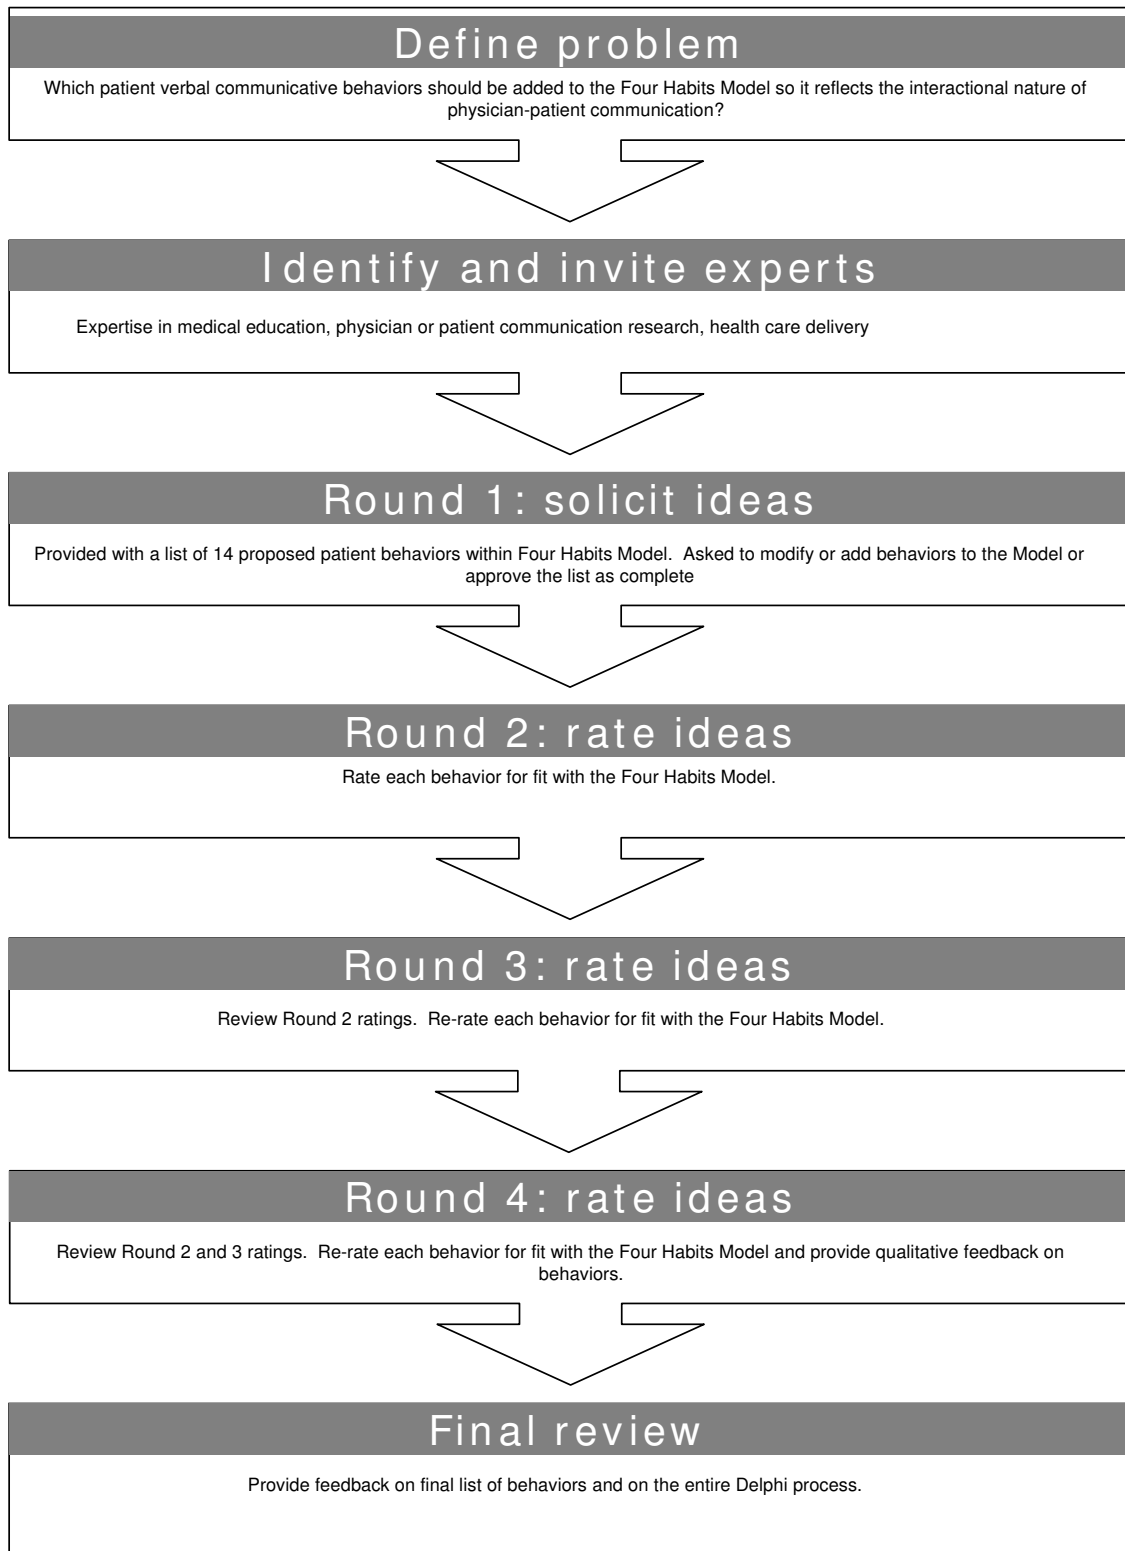 Define problem
Which patient verbal communicative behaviors should be added to the Four Habits Model so it reflects the interactional nature of
physician-patient communication?
Identify and invite experts
Expertise in medical education, physician or patient communication research, health care delivery
Round 1: solicit ideas
Provided with a list of 14 proposed patient behaviors within Four Habits Model.  Asked to modify or add behaviors to the Model or
approve the list as complete
Round 2: rate ideas
Rate each behavior for fit with the Four Habits Model.
Round 3: rate ideas
Review Round 2 ratings.  Re-rate each behavior for fit with the Four Habits Model.
Round 4: rate ideas
Review Round 2 and 3 ratings.  Re-rate each behavior for fit with the Four Habits Model and provide qualitative feedback on
behaviors.
Final review
Provide feedback on final list of behaviors and on the entire Delphi process.